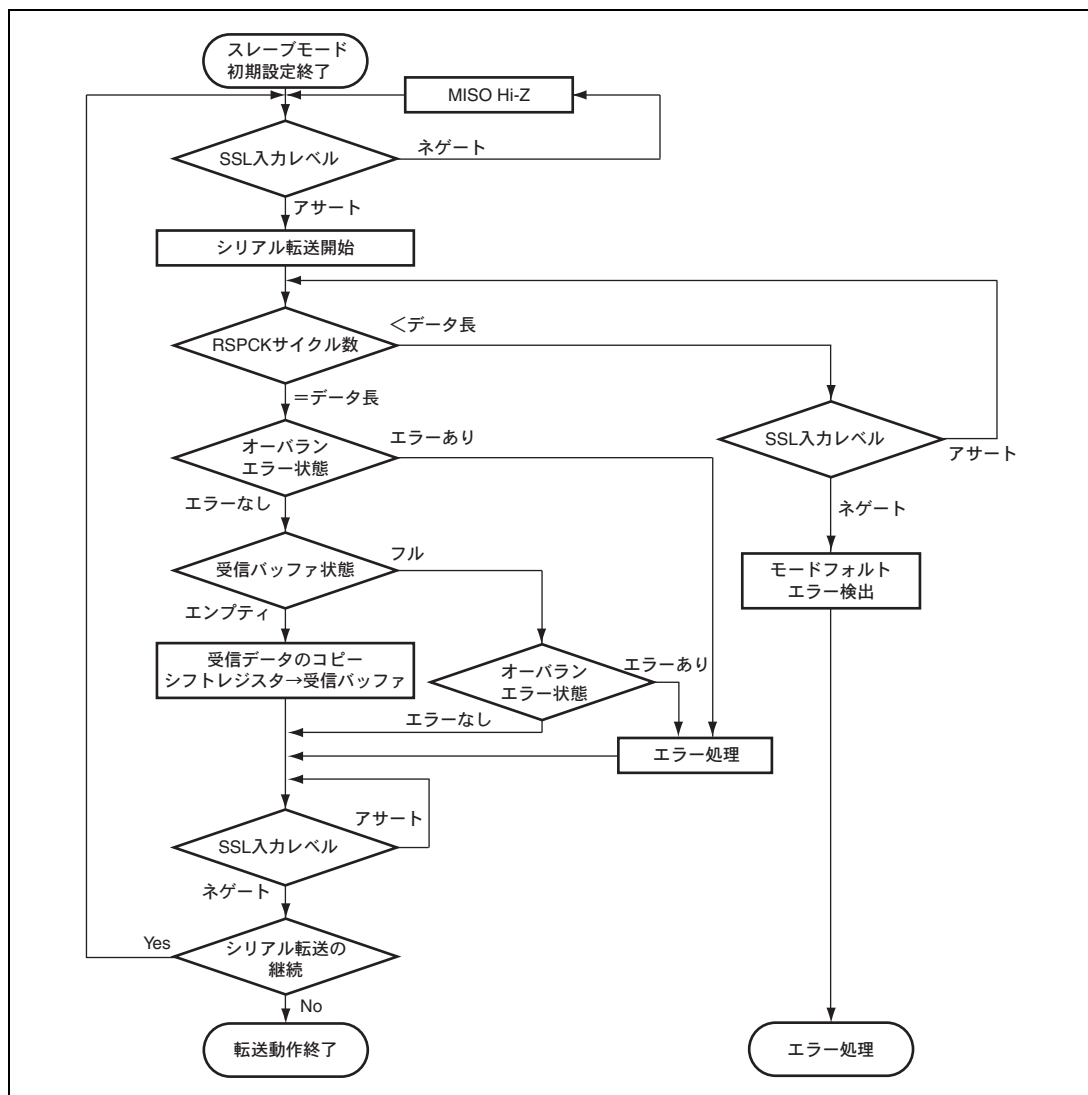 スレーブモード
初期設定終了
MISO Hi-Z
SSL入力レベル
ネゲート
アサート
シリアル転送開始
RSPCKサイクル数
＜データ長
＝データ長
SSL入力レベル
アサート
ネゲート
オーバラン
エラー状態
エラーあり
エラーなし
受信バッファ状態
フル
エンプティ
モードフォルト
エラー検出
受信データのコピー
シフトレジスタ→受信バッファ
オーバラン
エラー状態
エラーあり
エラーなし
エラー処理
アサート
SSL入力レベル
ネゲート
Yes
シリアル転送の
継続
No
転送動作終了
エラー処理